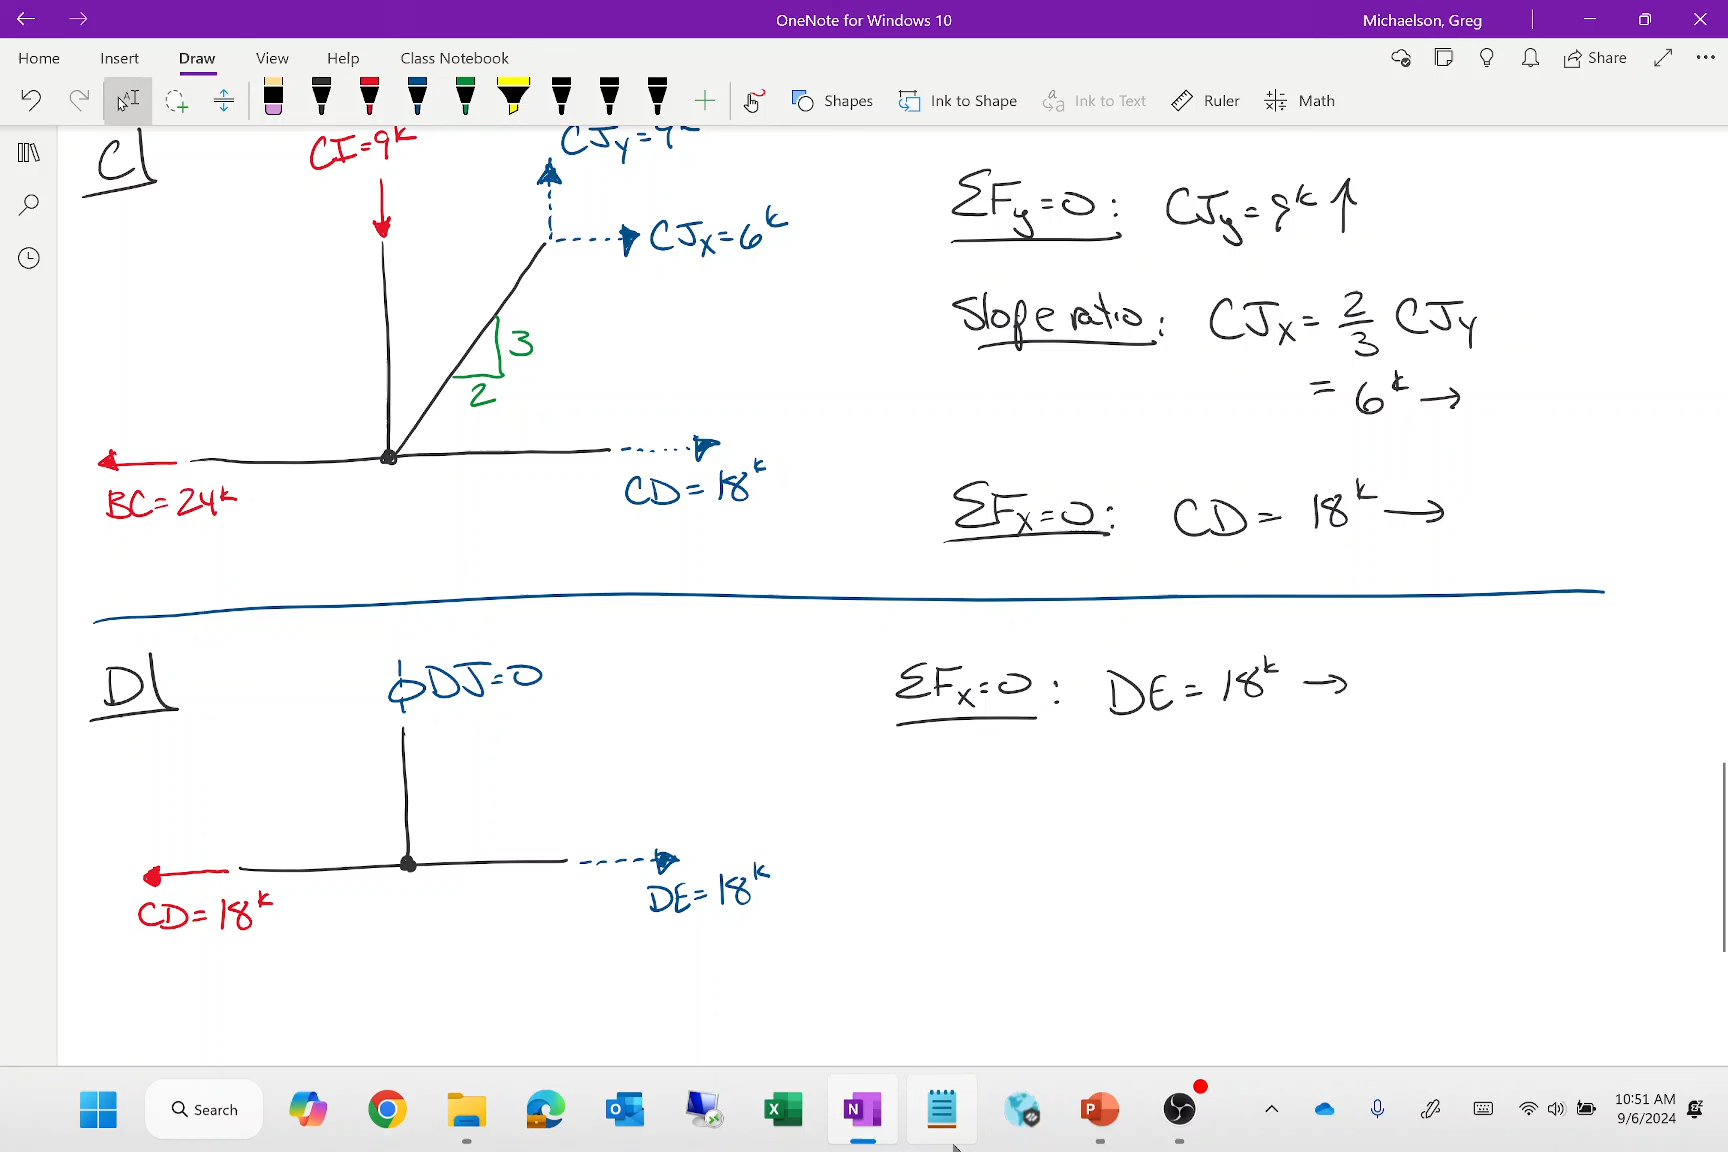 OneNote for Windows 10
Michaelson, Greg
Home Insert Draw View Help Class Notebook
Share
Shapes Ink to Shape Ink to Text Ruler Math
C
CI=9ᵏ
ΣFy=0: CJy=9ᵏ ↑
CJx=6ᵏ
Slope ratio: CJx = 2/3 CJy
3
2
= 6ᵏ →
BC=24ᵏ
CD=18ᵏ
ΣFx=0: CD= 18ᵏ →
D
DJ=0
ΣFx=0: DE=18ᵏ →
CD=18ᵏ
DE=18ᵏ
Search
10:51 AM
9/6/2024